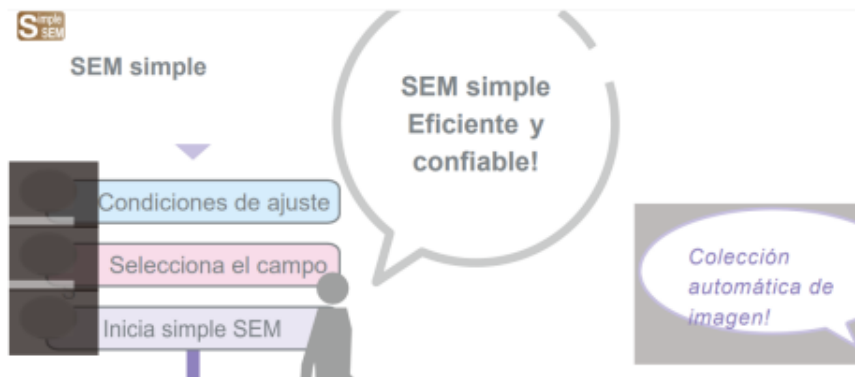 Simple
SEM
SEM simple
SEM simple
Eficiente y
confiable!
Condiciones de ajuste
Selecciona el campo
Inicia simple SEM
Colección
automática de
imagen!